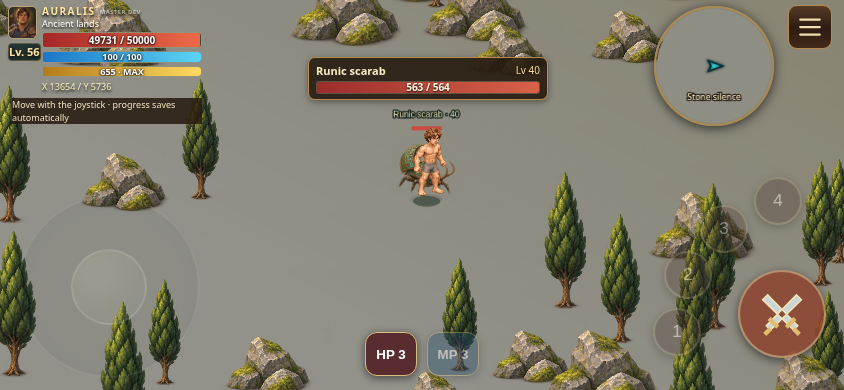 AURALIS MASTER DEV
Ancient lands
49731 / 50000
Lv. 56
100 / 100
655 · MAX
X 13654 / Y 5736
Move with the joystick · progress saves
automatically
Runic scarab Lv 40
563 / 564
Runic scarab · 40
Stone silence
4
3
2
1
HP 3
MP 3